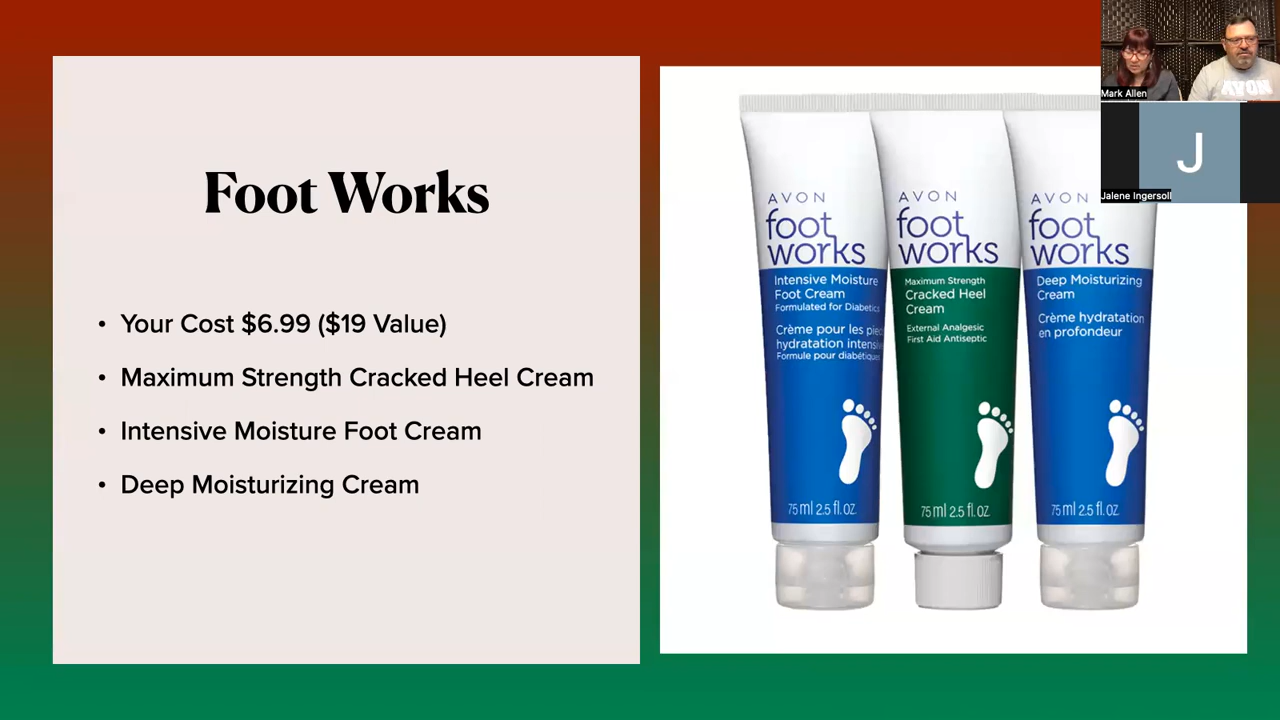 Foot Works
• Your Cost $6.99 ($19 Value)
• Maximum Strength Cracked Heel Cream
• Intensive Moisture Foot Cream
• Deep Moisturizing Cream
AVON
foot
works
Intensive Moisture
Foot Cream
Formulated for Diabetics
Crème pour les
hydratation
Formule pour diabétiques
75 ml 2.5 fl. oz.
AVON
foot
works
Maximum Strength
Cracked Heel
Cream
External Analgesic
First Aid Antiseptic
75 ml 2.5 fl. oz.
AVON
foot
works
Deep Moisturizing
Cream
Crème hydratation
en profondeur
75 ml 2.5 fl. oz.
AVON
Mark Allen
J
Jalene Ingersoll